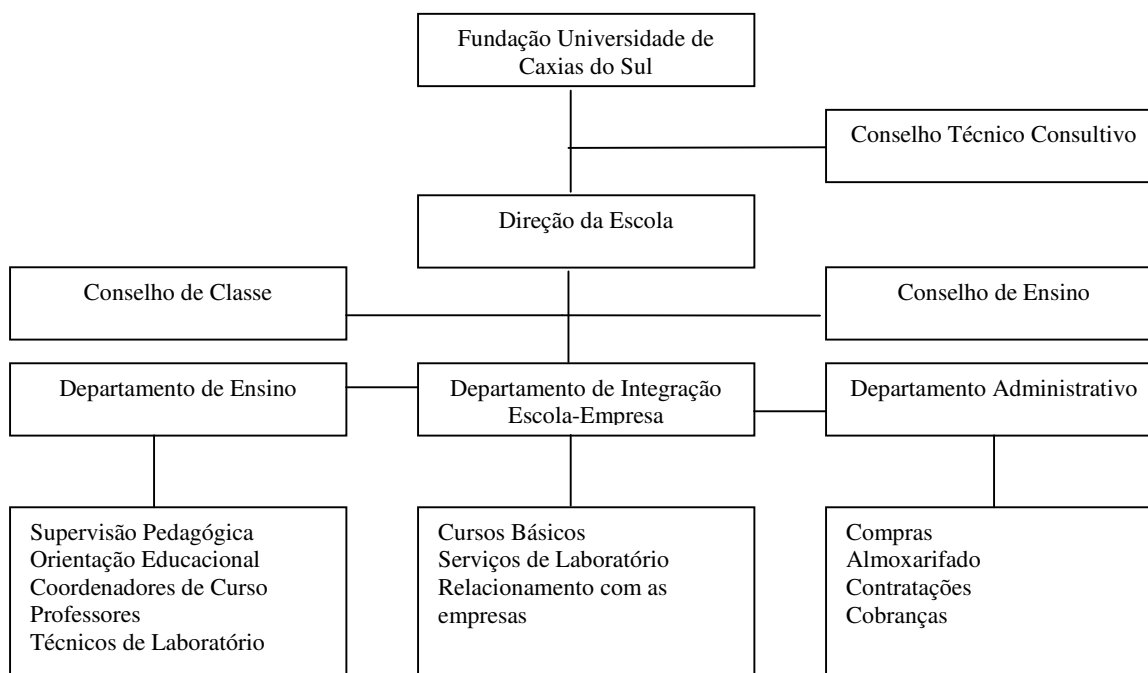 Fundação Universidade de
Caxias do Sul
Conselho Técnico Consultivo
Direção da Escola
Conselho de Classe
Conselho de Ensino
Departamento de Ensino
Departamento de Integração
Escola-Empresa
Departamento Administrativo
Supervisão Pedagógica
Orientação Educacional
Coordenadores de Curso
Professores
Técnicos de Laboratório
Cursos Básicos
Serviços de Laboratório
Relacionamento com as
empresas
Compras
Almoxarifado
Contratações
Cobranças